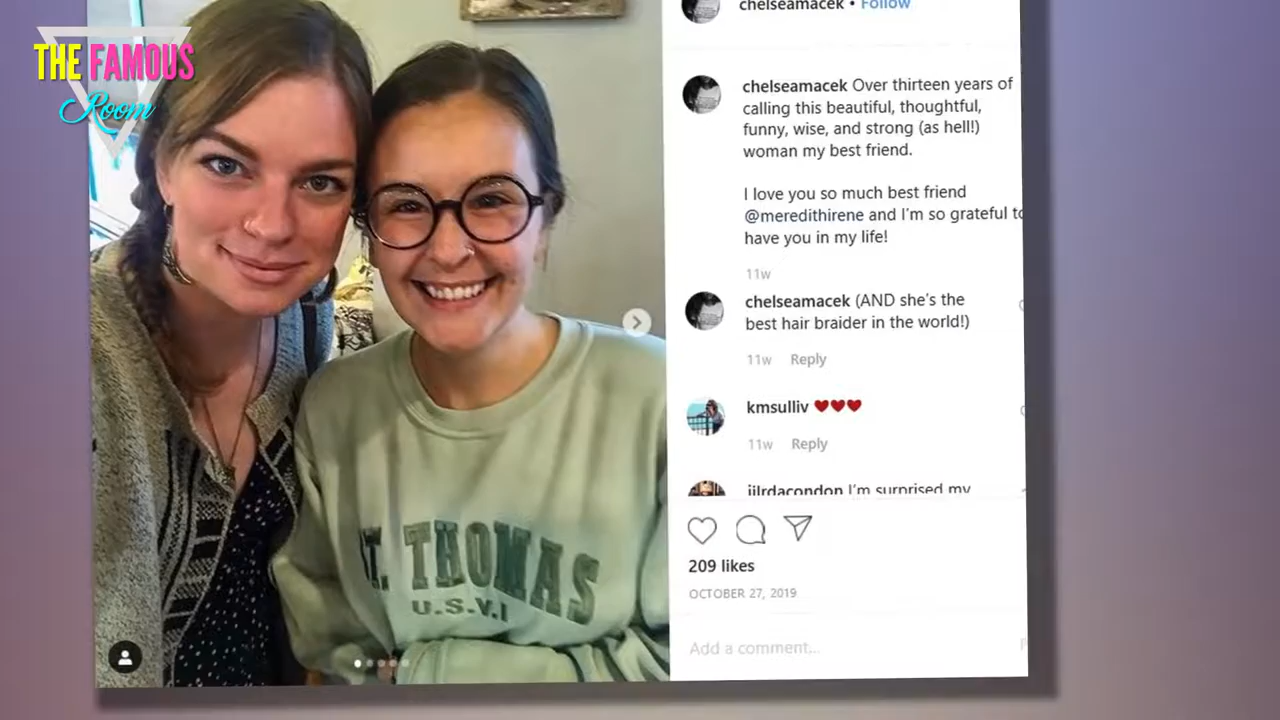 THE FAMOUS
Room
chelseamacek • Follow
chelseamacek Over thirteen years of
calling this beautiful, thoughtful,
funny, wise, and strong (as hell!)
woman my best friend.
I love you so much best friend
@meredithirene and I'm so grateful to
have you in my life!
11w
chelseamacek (AND she's the
best hair braider in the world!)
11w Reply
kmsulliv ❤❤❤
11w Reply
I'm surprised my
209 likes
OCTOBER 27, 2019
Add a comment...
ST. THOMAS
U.S.V.I